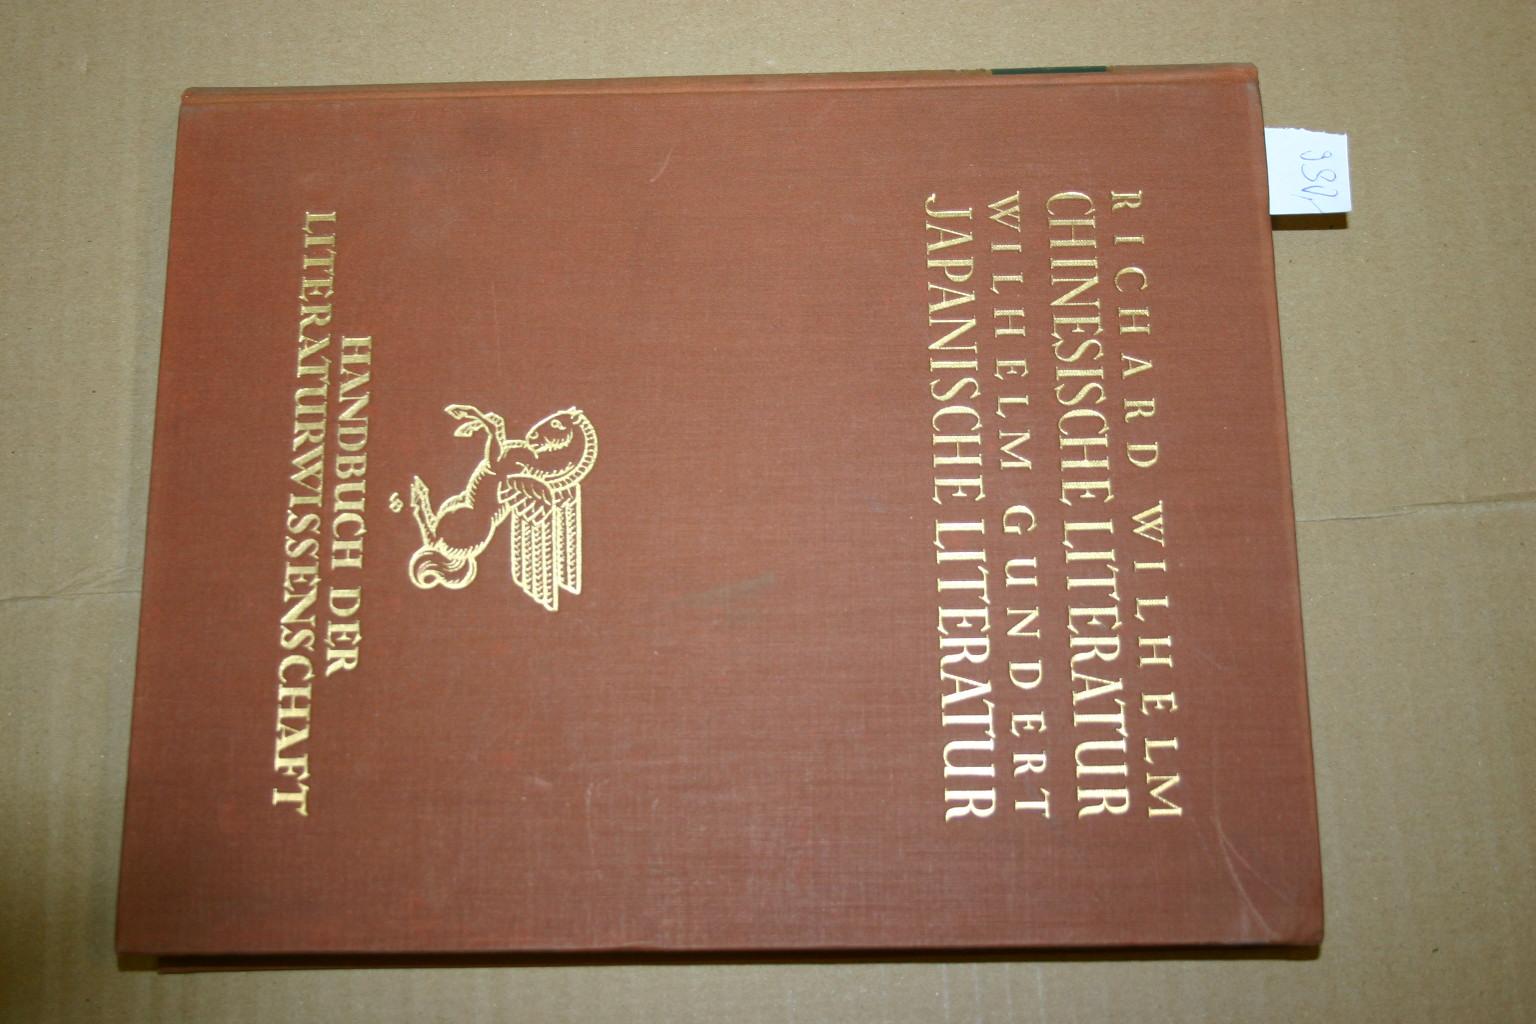 RICHARD WILHELM
CHINESISCHE LITERATUR
WILHELM GUNDERT
JAPANISCHE LITERATUR
HANDBUCH DER
LITERATURWISSENSCHAFT